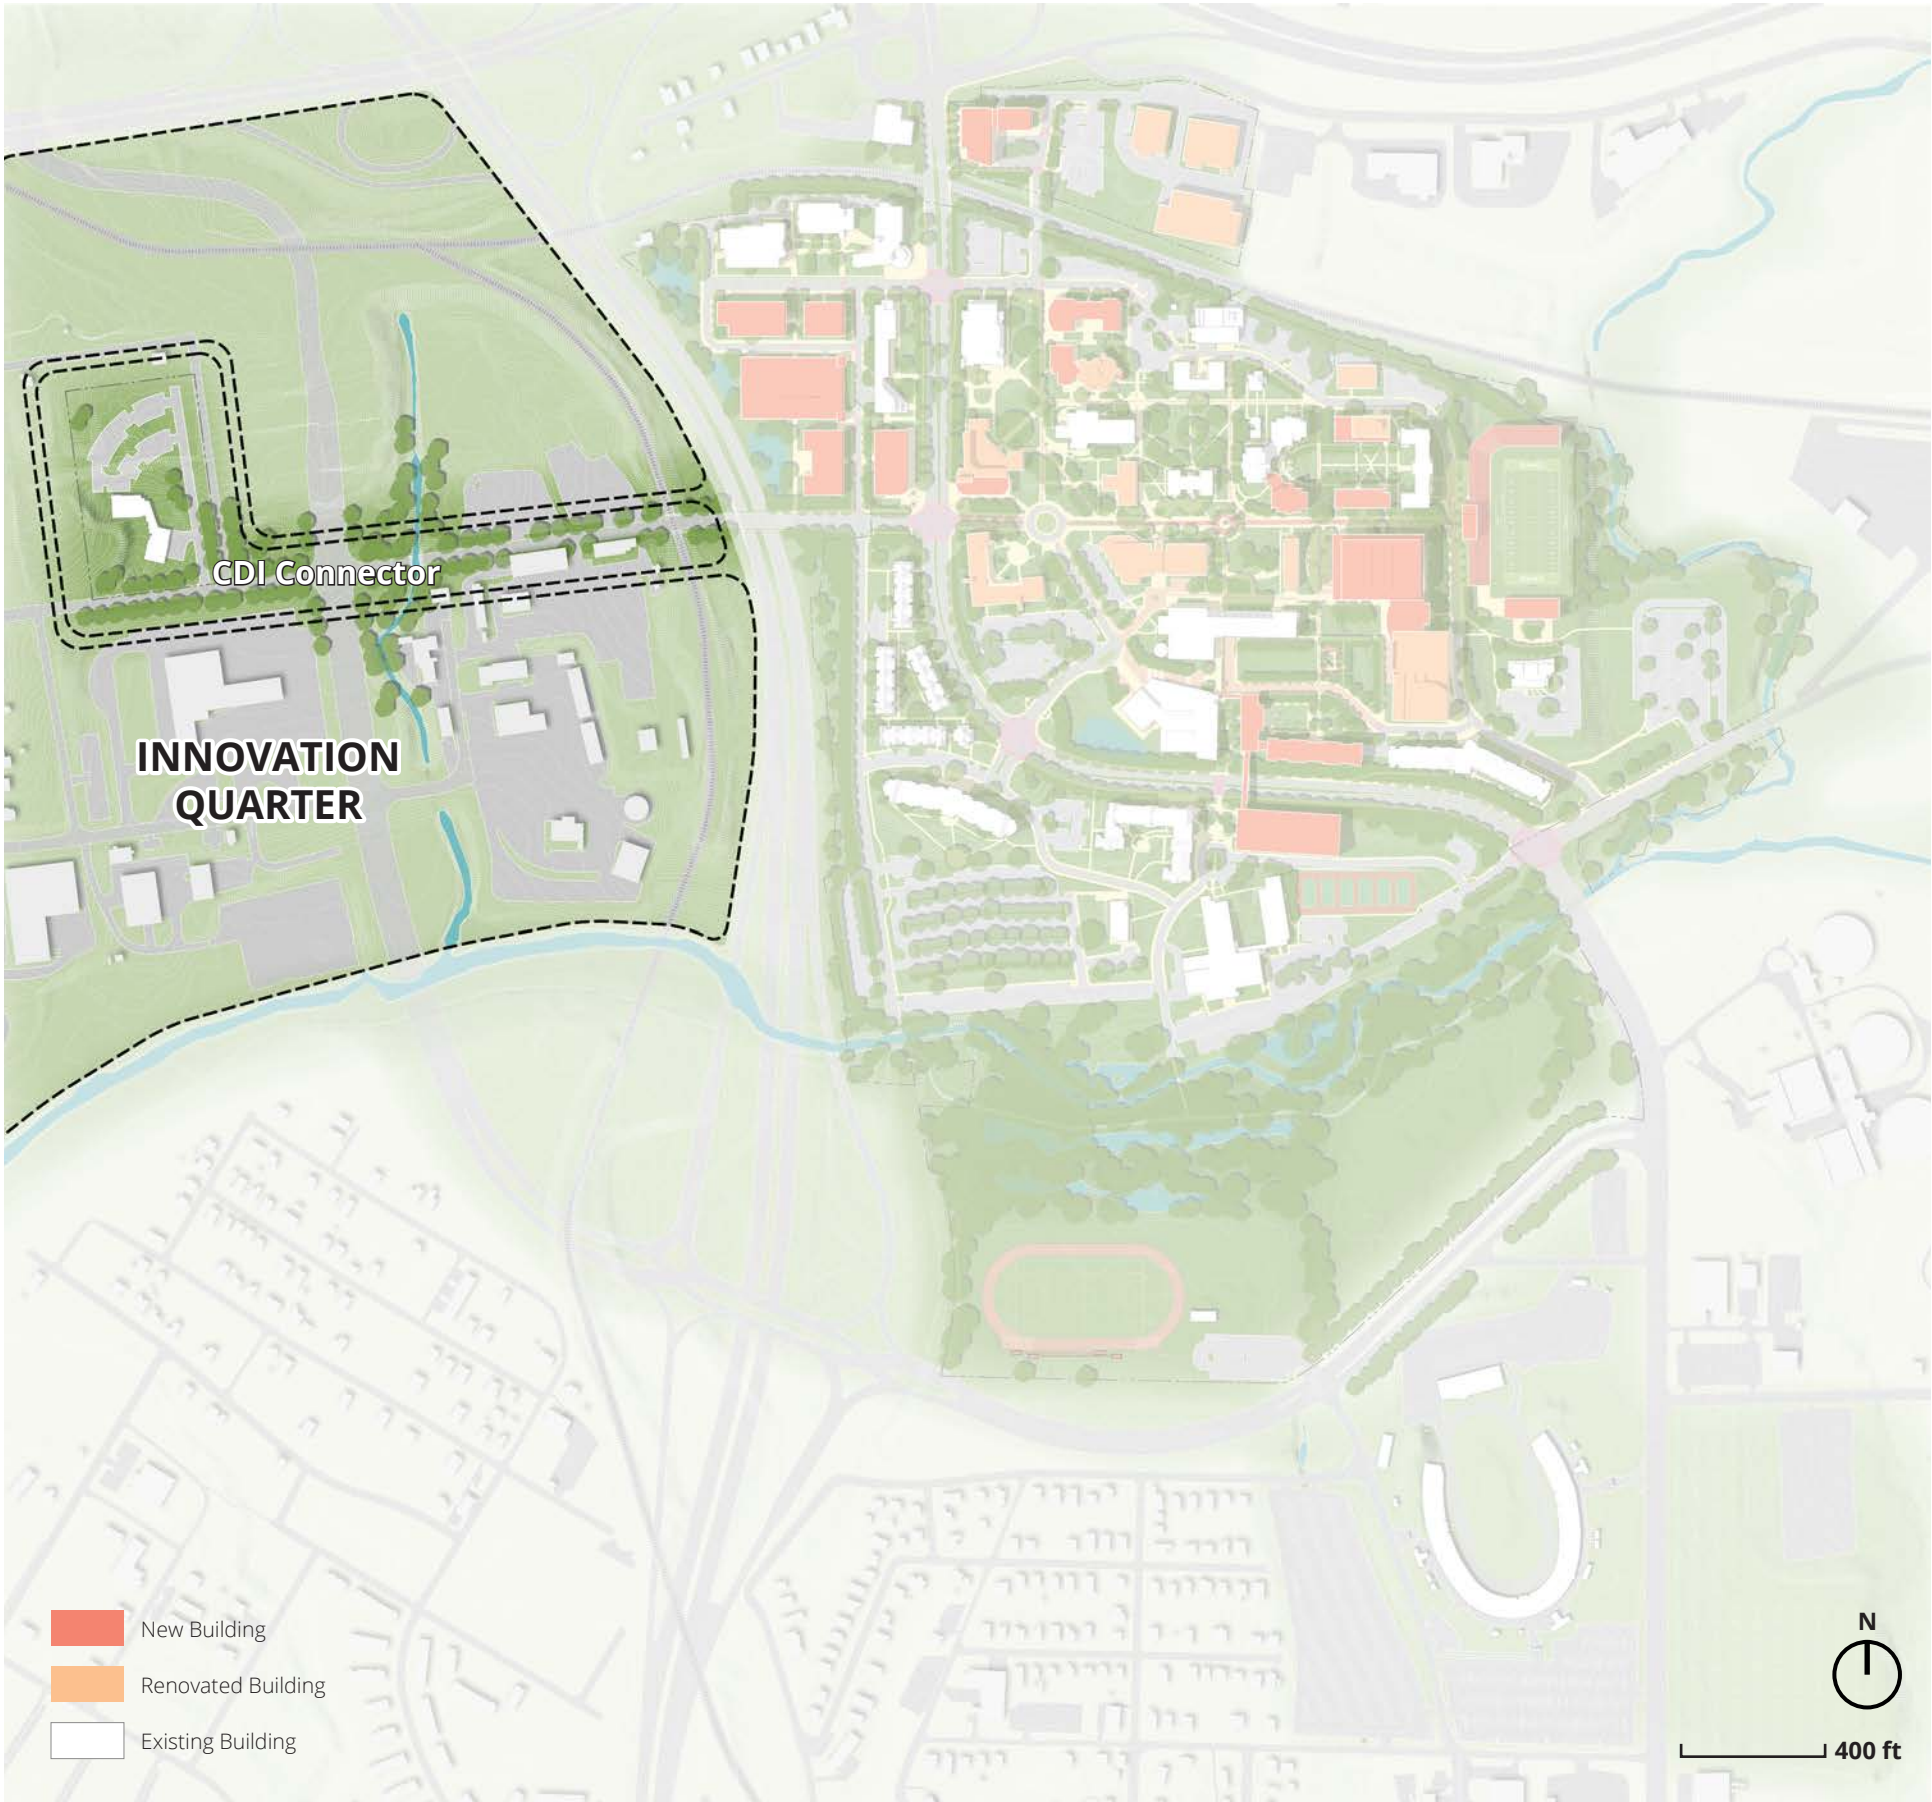 CDI Connector
INNOVATION
QUARTER
New Building
Renovated Building
Existing Building
N
400 ft